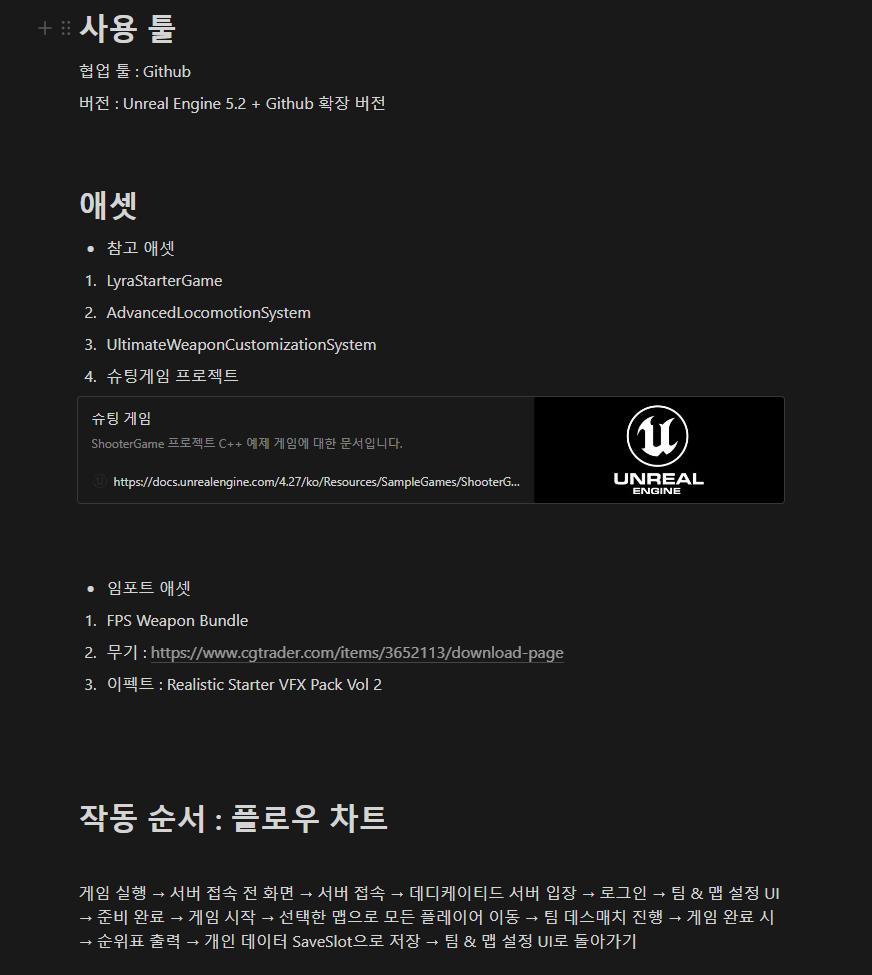 사용 툴
협업 툴 : Github
버전 : Unreal Engine 5.2 + Github 확장 버전
애셋
• 참고 애셋
1. LyraStarterGame
2. AdvancedLocomotionSystem
3. UltimateWeaponCustomizationSystem
4. 슈팅게임 프로젝트
슈팅 게임
ShooterGame 프로젝트 C++ 예제 게임에 대한 문서입니다.
https://docs.unrealengine.com/4.27/ko/Resources/SampleGames/ShooterG...
UNREAL
ENGINE
• 임포트 애셋
1. FPS Weapon Bundle
2. 무기 : https://www.cgtrader.com/items/3652113/download-page
3. 이펙트 : Realistic Starter VFX Pack Vol 2
작동 순서 : 플로우 차트
게임 실행 → 서버 접속 전 화면 → 서버 접속 → 데디케이티드 서버 입장 → 로그인 → 팀 & 맵 설정 UI
→ 준비 완료 → 게임 시작 → 선택한 맵으로 모든 플레이어 이동 → 팀 데스매치 진행 → 게임 완료 시
→ 순위표 출력 → 개인 데이터 SaveSlot으로 저장 → 팀 & 맵 설정 UI로 돌아가기